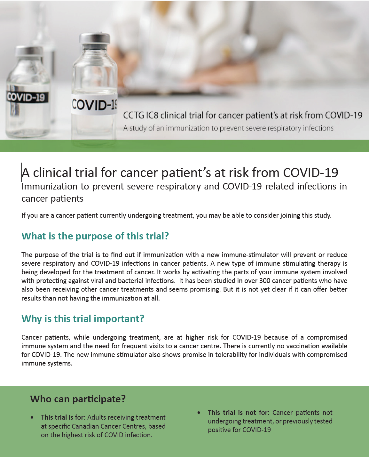 COVID-19
COVID-19
CCTG IC8 clinical trial for cancer patient's at risk from COVID-19
A study of an immunization to prevent severe respiratory infections
A clinical trial for cancer patient's at risk from COVID-19
Immunization to prevent severe respiratory and COVID-19 related infections in
cancer patients
If you are a cancer patient currently undergoing treatment, you may be able to consider joining this study.
What is the purpose of this trial?
The purpose of the trial is to find out if immunization with a new immune-stimulator will prevent or reduce
severe respiratory and COVID-19 infections in cancer patients. A new type of immune stimulating therapy is
being developed for the treatment of cancer. It works by activating the parts of your immune system involved
with protecting against viral and bacterial infections. It has been studied in over 300 cancer patients who have
also been receiving other cancer treatments and seems promising. But it is not yet clear if it can offer better
results than not having the immunization at all.
Why is this trial important?
Cancer patients, while undergoing treatment, are at higher risk for COVID-19 because of a compromised
immune system and the need for frequent visits to a cancer centre. There is currently no vaccination available
for COVID-19. The new immune stimulator also shows promise in tolerability for individuals with compromised
immune systems.
Who can participate?
• This trial is for: Adults receiving treatment
at specific Canadian Cancer Centres, based
on the highest risk of COVID infection.
• This trial is not for: Cancer patients not
undergoing treatment, or previously tested
positive for COVID-19